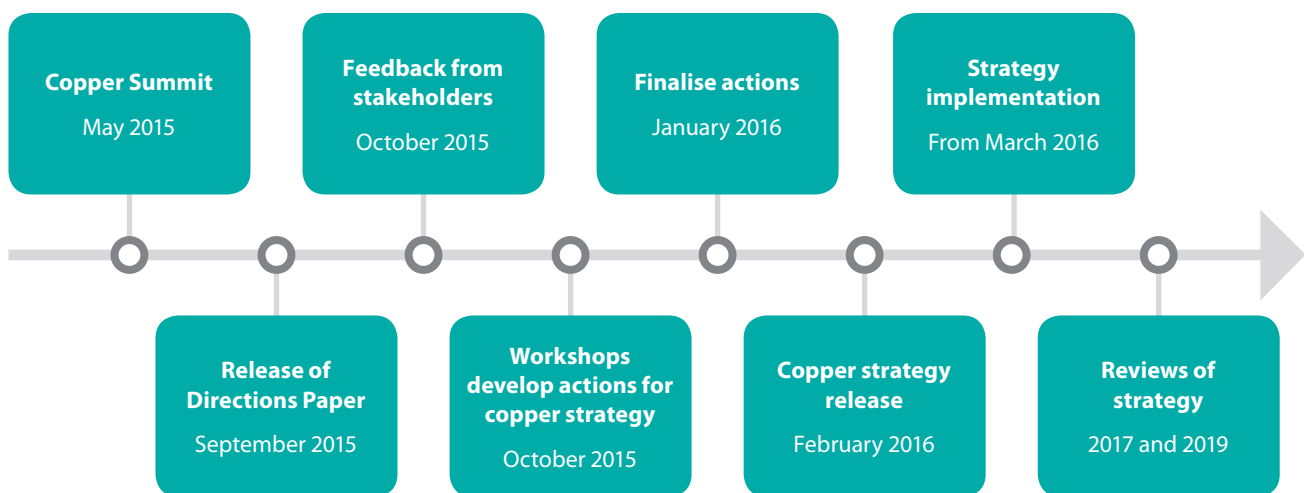 Copper Summit
May 2015
Release of
Directions Paper
September 2015
Feedback from
stakeholders
October 2015
Workshops
develop actions for
copper strategy
October 2015
Finalise actions
January 2016
Copper strategy
release
February 2016
Strategy
implementation
From March 2016
Reviews of
strategy
2017 and 2019